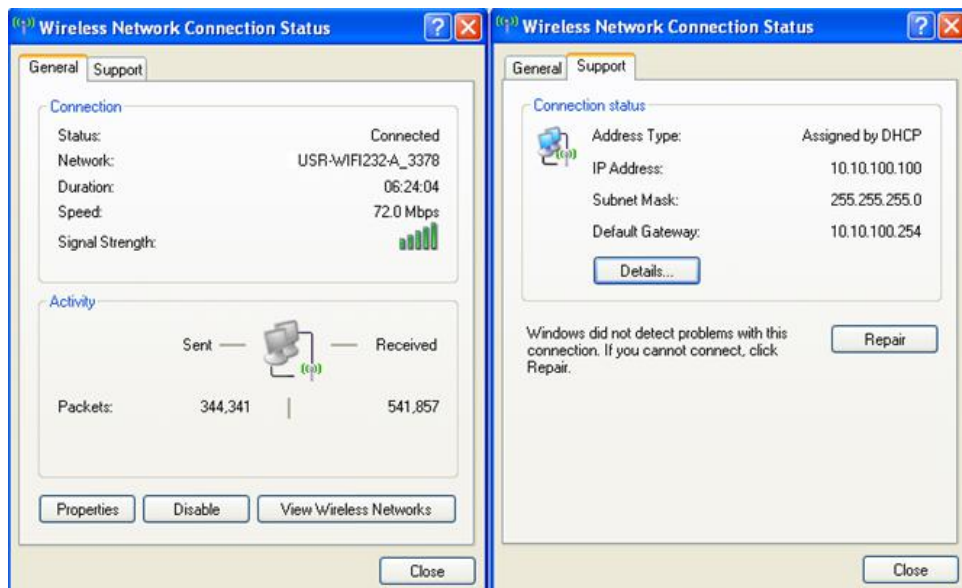 Wireless Network Connection Status
General
Support
Connection
Status: Connected
Network: USR-WIFI232-A_3378
Duration: 06:24:04
Speed: 72.0 Mbps
Signal Strength:
Activity
Sent — — Received
Packets: 344,341 | 541,857
Properties
Disable
View Wireless Networks
Close
Wireless Network Connection Status
General
Support
Connection status
Address Type: Assigned by DHCP
IP Address: 10.10.100.100
Subnet Mask: 255.255.255.0
Default Gateway: 10.10.100.254
Details...
Windows did not detect problems with this
connection. If you cannot connect, click
Repair.
Repair
Close